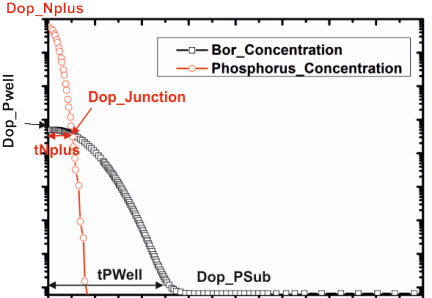 Dop_Nplus
Bor_Concentration
Phosphorus_Concentration
Dop_Junction
Dop_Pwell
tNplus
tPWell
Dop_PSub